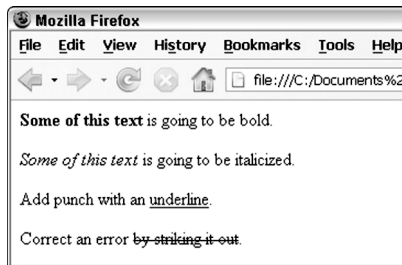 Mozilla Firefox
File Edit View History Bookmarks Tools Help
file:///C:/Documents%2
Some of this text is going to be bold.
Some of this text is going to be italicized.
Add punch with an underline.
Correct an error by striking it out.